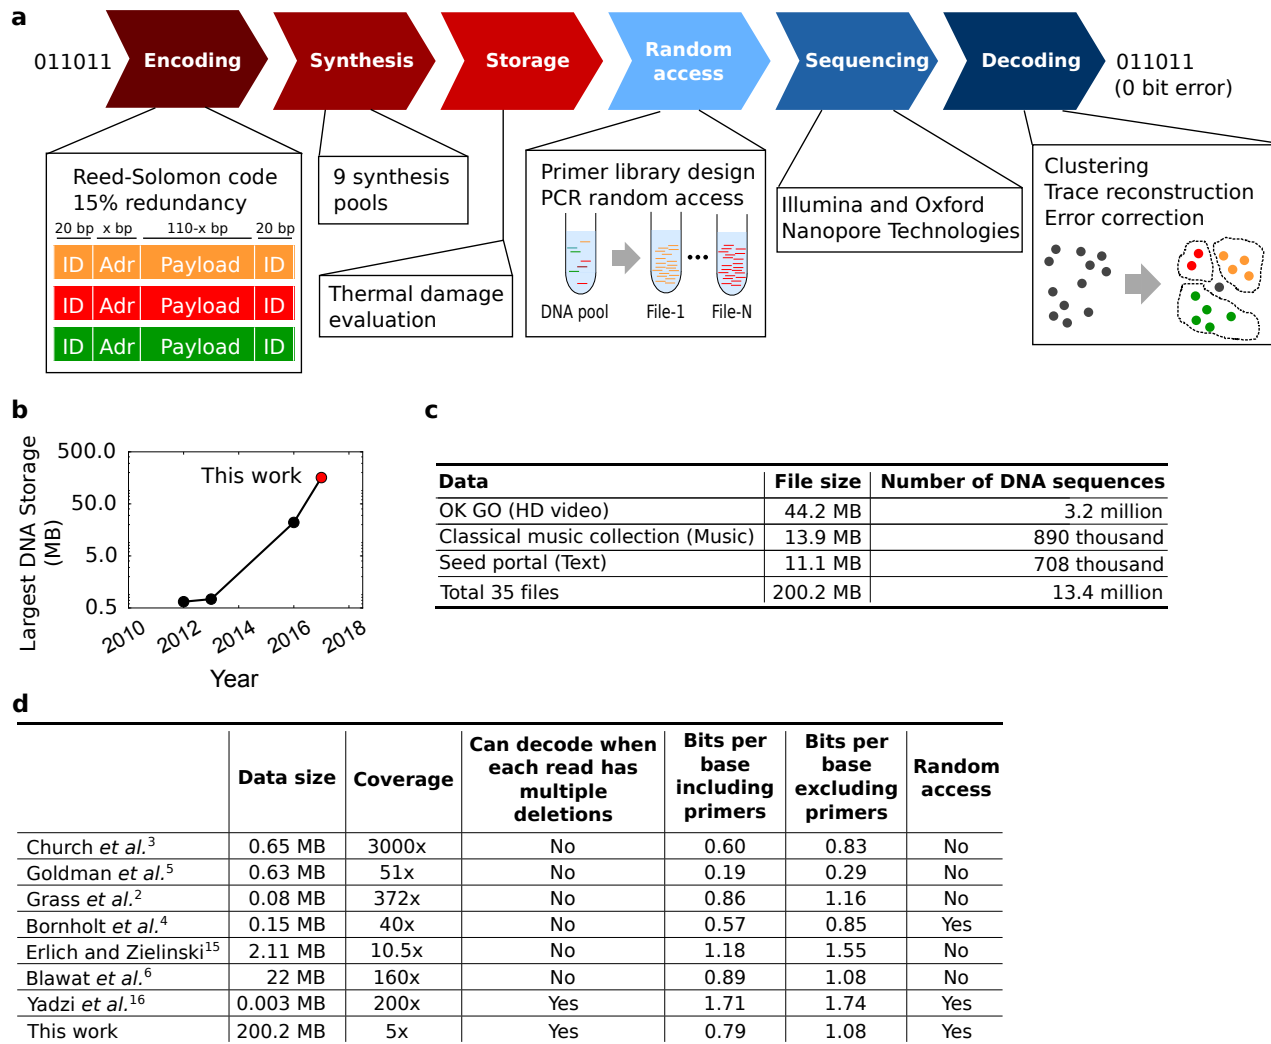 a
011011
Encoding
Synthesis
Storage
Random
access
Sequencing
Decoding
011011
(0 bit error)
Reed-Solomon code
15% redundancy
20 bp x bp 110-x bp 20 bp
ID Adr Payload ID
ID Adr Payload ID
ID Adr Payload ID
9 synthesis
pools
Thermal damage
evaluation
Primer library design
PCR random access
DNA pool File-1 ••• File-N
Illumina and Oxford
Nanopore Technologies
Clustering
Trace reconstruction
Error correction
b
Largest DNA Storage
(MB)
500.0
50.0
5.0
0.5
This work
2010 2012 2014 2016 2018
Year
c
Data File size Number of DNA sequences
OK GO (HD video) 44.2 MB 3.2 million
Classical music collection (Music) 13.9 MB 890 thousand
Seed portal (Text) 11.1 MB 708 thousand
Total 35 files 200.2 MB 13.4 million
d
Data size
Coverage
Can decode when
each read has
multiple
deletions
Bits per
base
including
primers
Bits per
base
excluding
primers
Random
access
Church et al.3 0.65 MB 3000x No 0.60 0.83 No
Goldman et al.5 0.63 MB 51x No 0.19 0.29 No
Grass et al.2 0.08 MB 372x No 0.86 1.16 No
Bornholt et al.4 0.15 MB 40x No 0.57 0.85 Yes
Erlich and Zielinski15 2.11 MB 10.5x No 1.18 1.55 No
Blawat et al.6 22 MB 160x No 0.89 1.08 No
Yadzi et al.16 0.003 MB 200x Yes 1.71 1.74 Yes
This work 200.2 MB 5x Yes 0.79 1.08 Yes